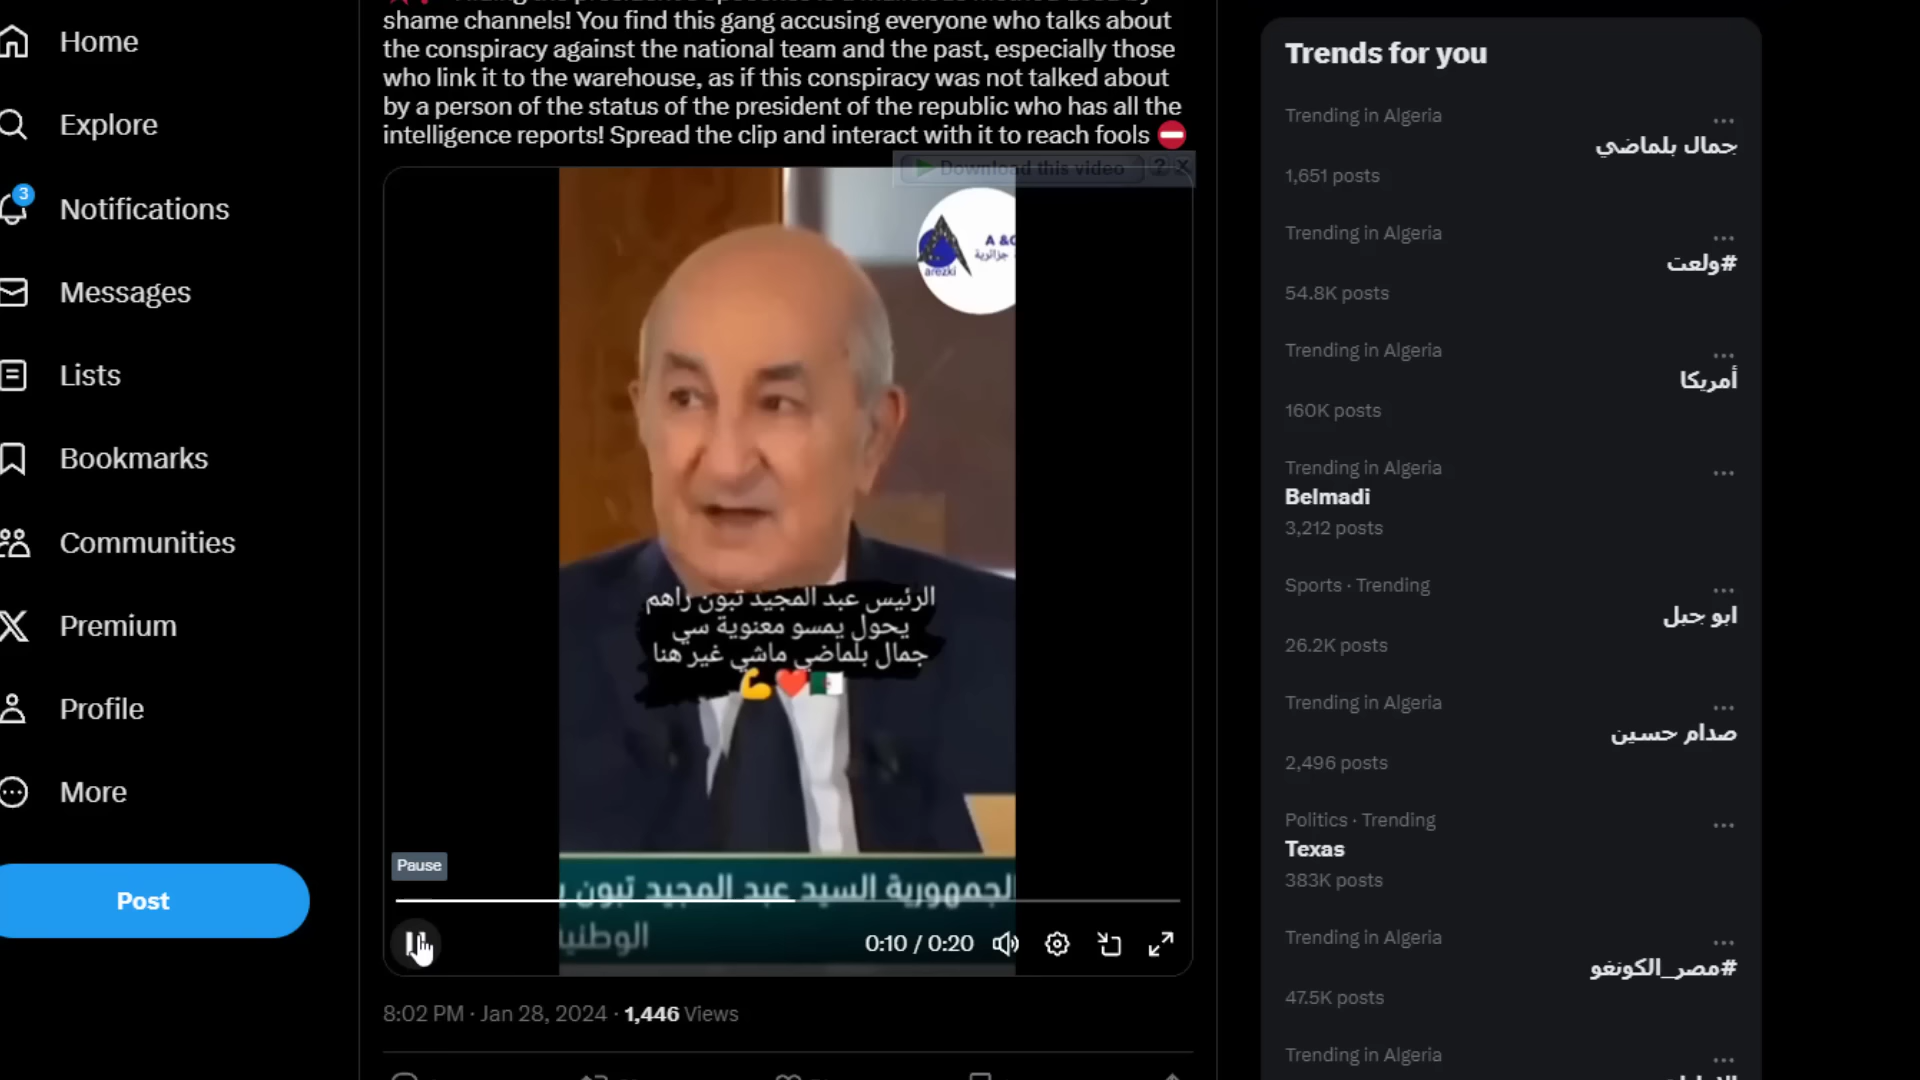 Home
Explore
3
Notifications
Messages
Lists
Bookmarks
Communities
Premium
Profile
More
Post
shame channels! You find this gang accusing everyone who talks about
the conspiracy against the national team and the past, especially those
who link it to the warehouse, as if this conspiracy was not talked about
by a person of the status of the president of the republic who has all the
intelligence reports! Spread the clip and interact with it to reach fools ⛔
Download this video ? X
A &
جزائرية
arezki
الرئيس عبد المجيد تبون راهم
يحول يمسو معنوية سي
جمال بلماضي ماشي غير هنا
💪❤️🇩🇿
Pause
الجمهورية السيد عبد المجيد تبون
0:10 / 0:20
8:02 PM · Jan 28, 2024 · 1,446 Views
Trends for you
Trending in Algeria
جمال بلماضي
1,651 posts
Trending in Algeria
#ولعت
54.8K posts
Trending in Algeria
أمريكا
160K posts
Trending in Algeria
Belmadi
3,212 posts
Sports · Trending
ابو جبل
26.2K posts
Trending in Algeria
صدام حسين
2,496 posts
Politics · Trending
Texas
383K posts
Trending in Algeria
#مصر_الكونغو
47.5K posts
Trending in Algeria